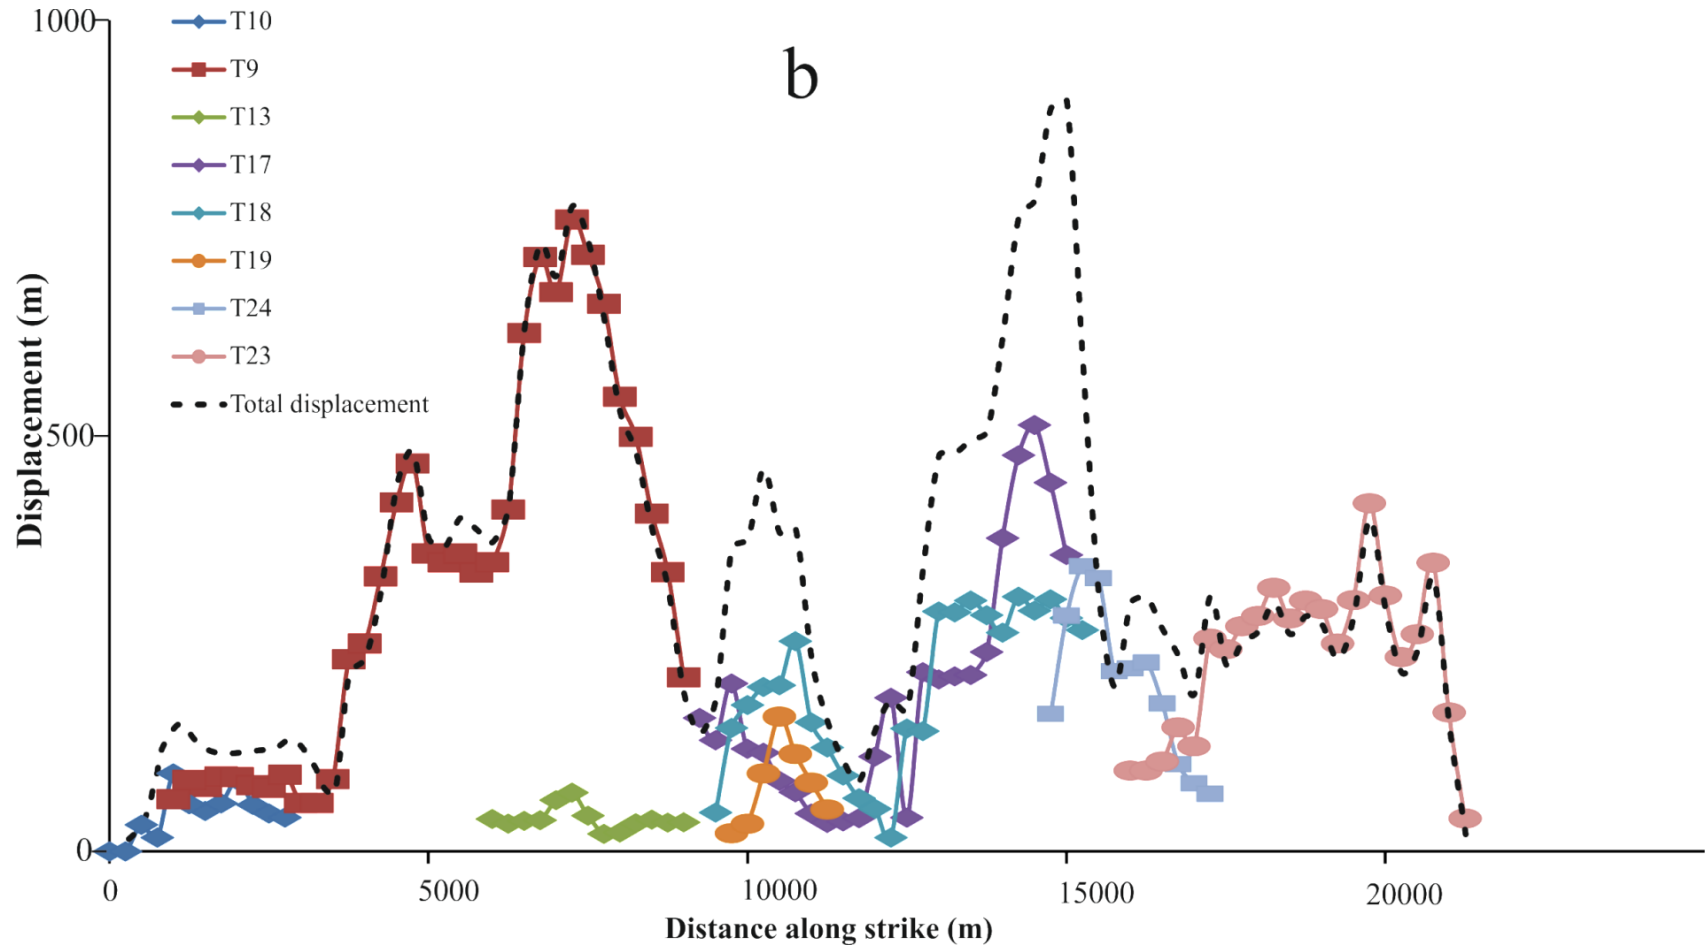 1000
T10
T9
b
T13
T17
T18
T19
T24
T23
Total displacement
500
0
Displacement (m)
0
5000
10000
15000
20000
Distance along strike (m)